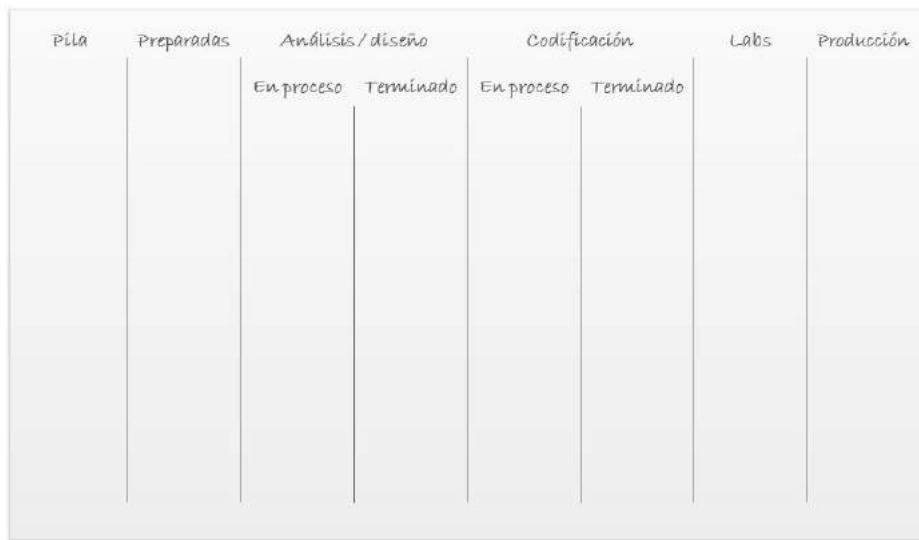 Pila Preparadas Análisis / diseño Codificación Labs Producción
En proceso Terminado En proceso Terminado